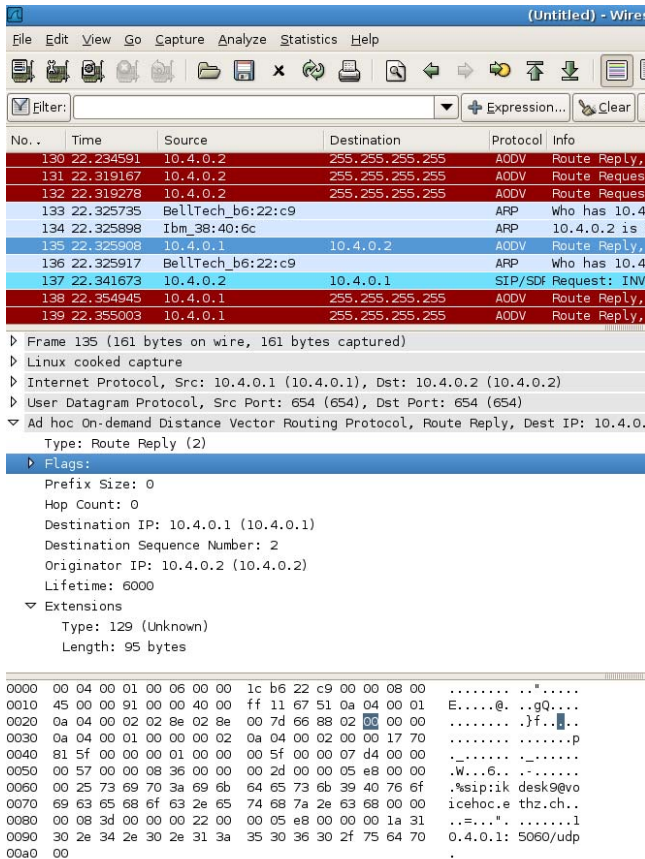 (Untitled) - Wires
File Edit View Go Capture Analyze Statistics Help
Filter: Expression... Clear
No. . Time Source Destination Protocol Info
130 22.234591 10.4.0.2 255.255.255.255 AODV Route Reply,
131 22.319167 10.4.0.2 255.255.255.255 AODV Route Reques
132 22.319278 10.4.0.2 255.255.255.255 AODV Route Reques
133 22.325735 BellTech_b6:22:c9 ARP Who has 10.4
134 22.325898 Ibm_38:40:6c ARP 10.4.0.2 is
135 22.325908 10.4.0.1 10.4.0.2 AODV Route Reply,
136 22.325917 BellTech_b6:22:c9 ARP Who has 10.4
137 22.341673 10.4.0.2 10.4.0.1 SIP/SDF Request: INV
138 22.354945 10.4.0.1 255.255.255.255 AODV Route Reply,
139 22.355003 10.4.0.1 255.255.255.255 AODV Route Reply,
Frame 135 (161 bytes on wire, 161 bytes captured)
Linux cooked capture
Internet Protocol, Src: 10.4.0.1 (10.4.0.1), Dst: 10.4.0.2 (10.4.0.2)
User Datagram Protocol, Src Port: 654 (654), Dst Port: 654 (654)
Ad hoc On-demand Distance Vector Routing Protocol, Route Reply, Dest IP: 10.4.0.
Type: Route Reply (2)
Flags:
Prefix Size: 0
Hop Count: 0
Destination IP: 10.4.0.1 (10.4.0.1)
Destination Sequence Number: 2
Originator IP: 10.4.0.2 (10.4.0.2)
Lifetime: 6000
Extensions
Type: 129 (Unknown)
Length: 95 bytes
0000 00 04 00 01 00 06 00 00 1c b6 22 c9 00 00 08 00 ........ ..".....
0010 45 00 00 91 00 00 40 00 ff 11 67 51 0a 04 00 01 E.....@. ..gQ....
0020 0a 04 00 02 02 8e 02 8e 00 7d 66 88 02 00 00 00 ........ .}f.....
0030 0a 04 00 01 00 00 00 02 0a 04 00 02 00 00 17 70 ........ .......p
0040 81 5f 00 00 00 01 00 00 00 5f 00 00 07 d4 00 00 ._...... ._......
0050 00 57 00 00 08 36 00 00 00 2d 00 00 05 e8 00 00 .W...6.. .-......
0060 00 25 73 69 70 3a 69 6b 64 65 73 6b 39 40 76 6f .%sip:ik desk9@vo
0070 69 63 65 68 6f 63 2e 65 74 68 7a 2e 63 68 00 00 icehoc.e thz.ch..
0080 00 08 3d 00 00 00 22 00 00 05 e8 00 00 00 1a 31 ..=...". .......1
0090 30 2e 34 2e 30 2e 31 3a 35 30 36 30 2f 75 64 70 0.4.0.1: 5060/udp
00a0 00 .